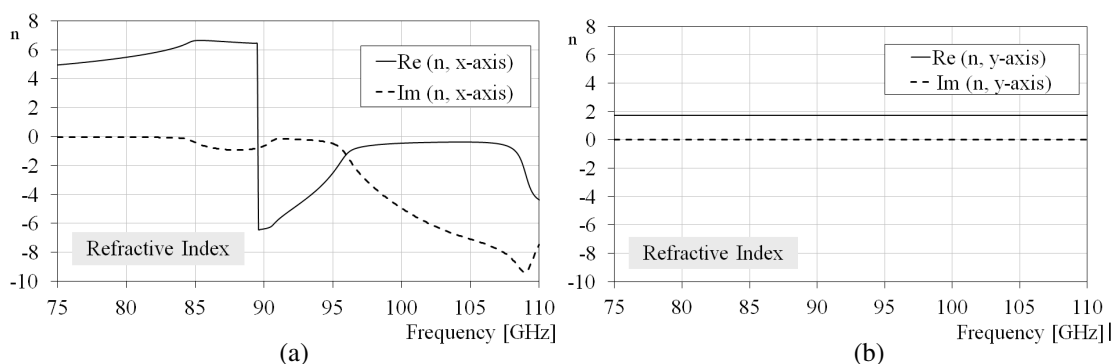 8
n
6
4
2
0
-2
-4
-6
-8
-10
Re (n, x-axis)
Im (n, x-axis)
Refractive Index
75 80 85 90 95 100 105 110
Frequency [GHz]
(a)
8
n
6
4
2
0
-2
-4
-6
-8
-10
Re (n, y-axis)
Im (n, y-axis)
Refractive Index
75 80 85 90 95 100 105 110
Frequency [GHz]
(b)